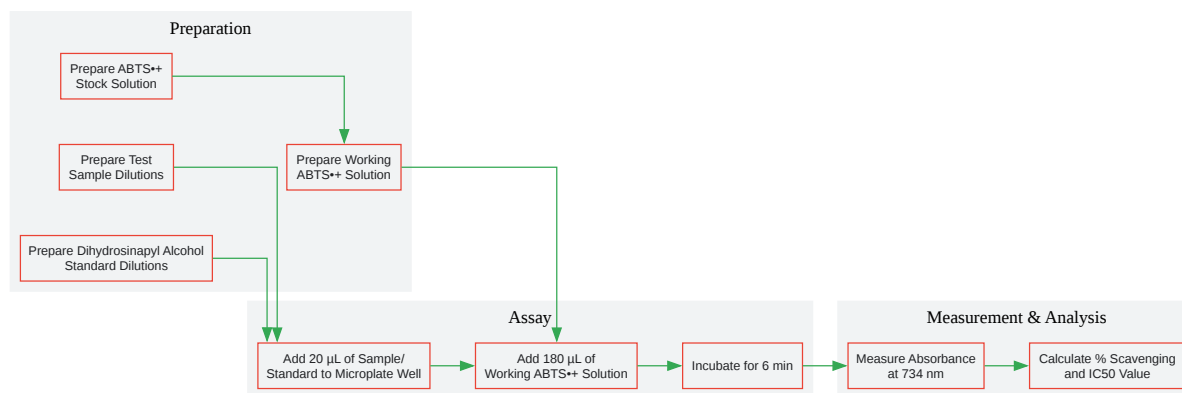 Preparation
Prepare ABTS•+
Stock Solution
Prepare Test
Sample Dilutions
Prepare Working
ABTS•+ Solution
Prepare Dihydrosinapyl Alcohol
Standard Dilutions
Assay
Add 20 µL of Sample/
Standard to Microplate Well
Add 180 µL of
Working ABTS•+ Solution
Incubate for 6 min
Measurement & Analysis
Measure Absorbance
at 734 nm
Calculate % Scavenging
and IC50 Value